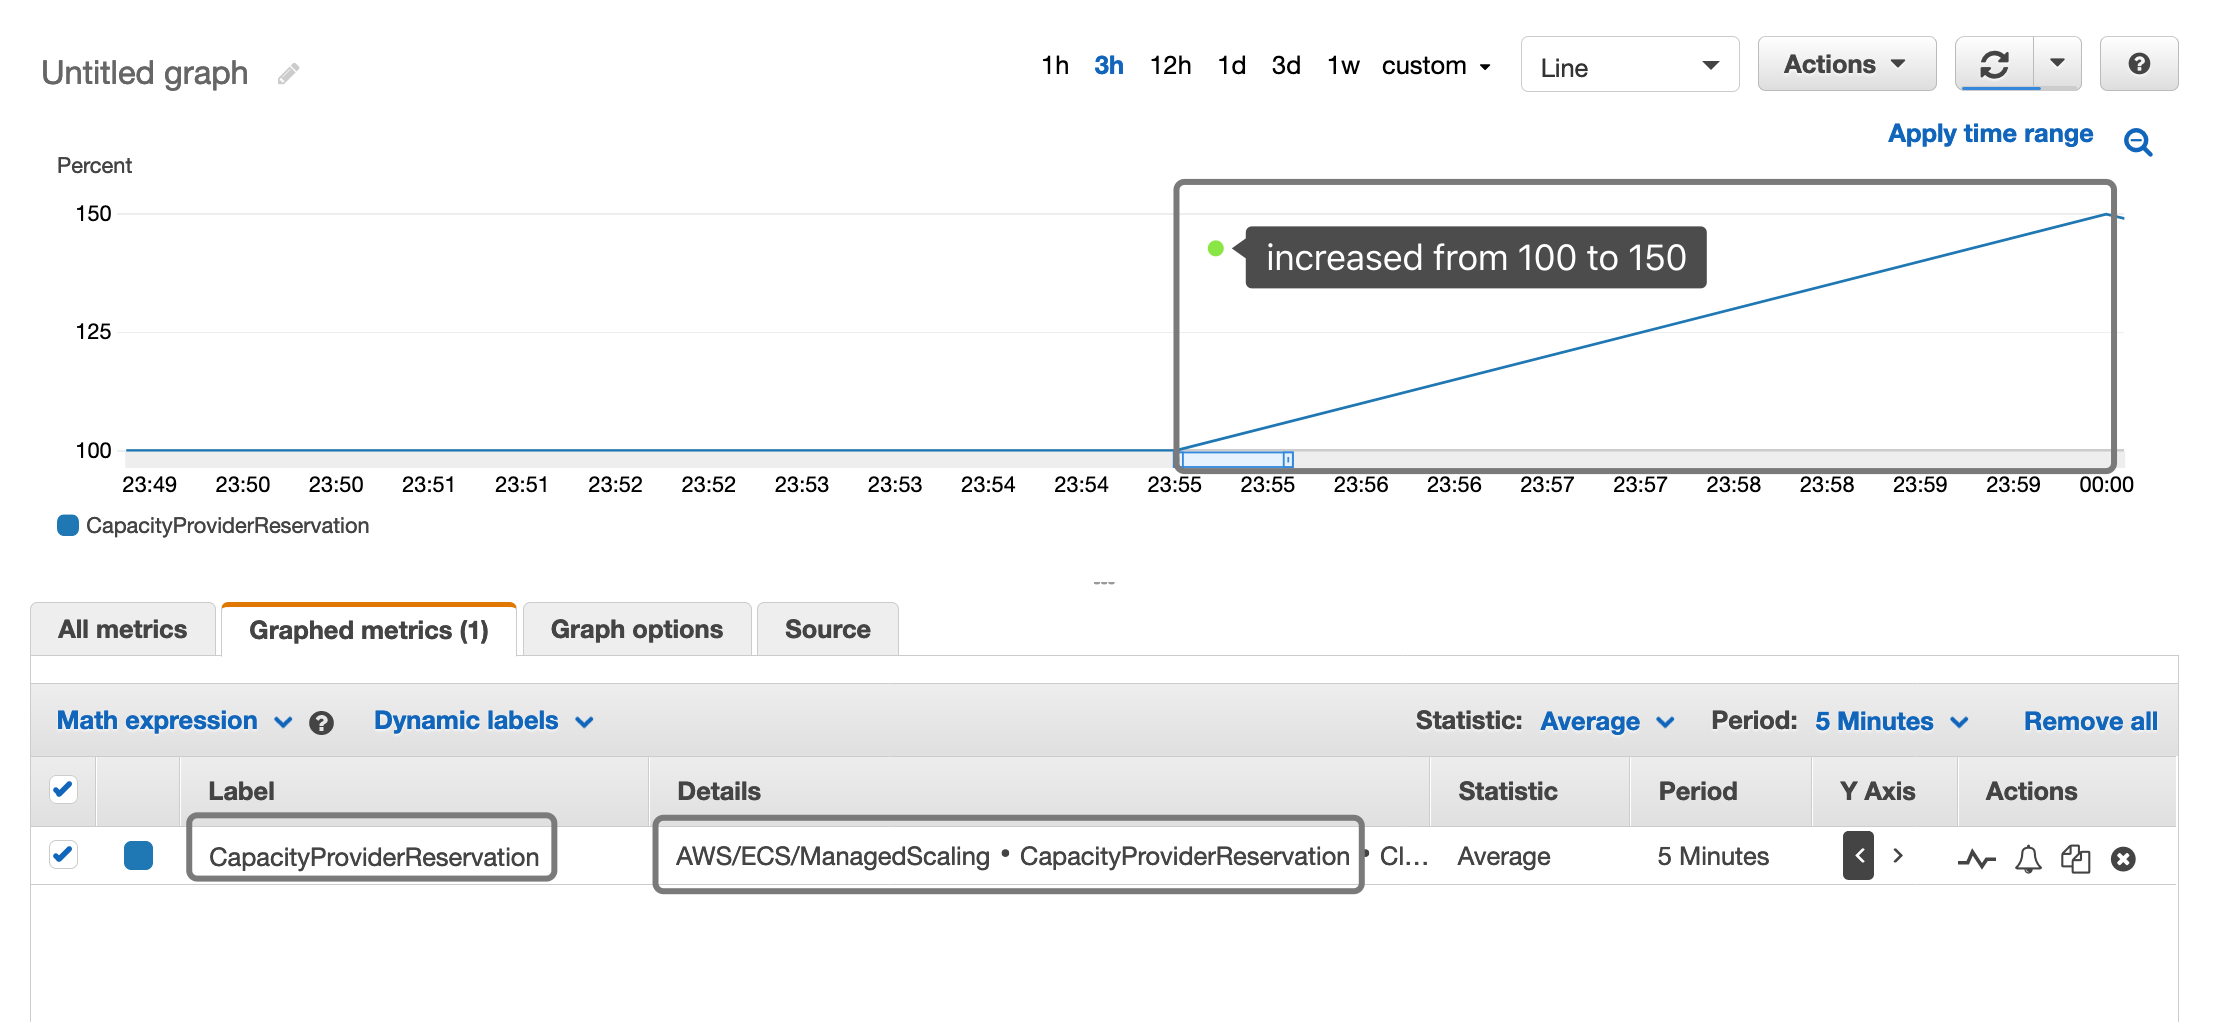 Untitled graph
1h 3h 12h 1d 3d 1w custom
Line
Actions
?
Apply time range
Percent
150
increased from 100 to 150
125
100
23:49 23:50 23:50 23:51 23:51 23:52 23:52 23:53 23:53 23:54 23:54 23:55 23:55 23:56 23:56 23:57 23:57 23:58 23:58 23:59 23:59 00:00
CapacityProviderReservation
All metrics Graphed metrics (1) Graph options Source
Math expression ? Dynamic labels Statistic: Average Period: 5 Minutes Remove all
Label Details Statistic Period Y Axis Actions
CapacityProviderReservation AWS/ECS/ManagedScaling • CapacityProviderReservation • Cl... Average 5 Minutes < >